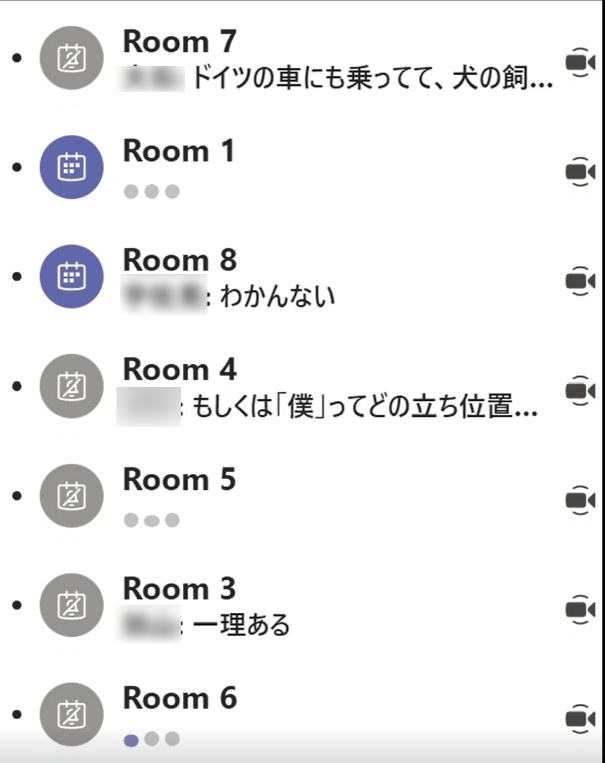 Room 7
ドイツの車にも乗ってて、犬の飼...
Room 1
Room 8
: わかんない
Room 4
: もしくは「僕」ってどの立ち位置...
Room 5
Room 3
: 一理ある
Room 6